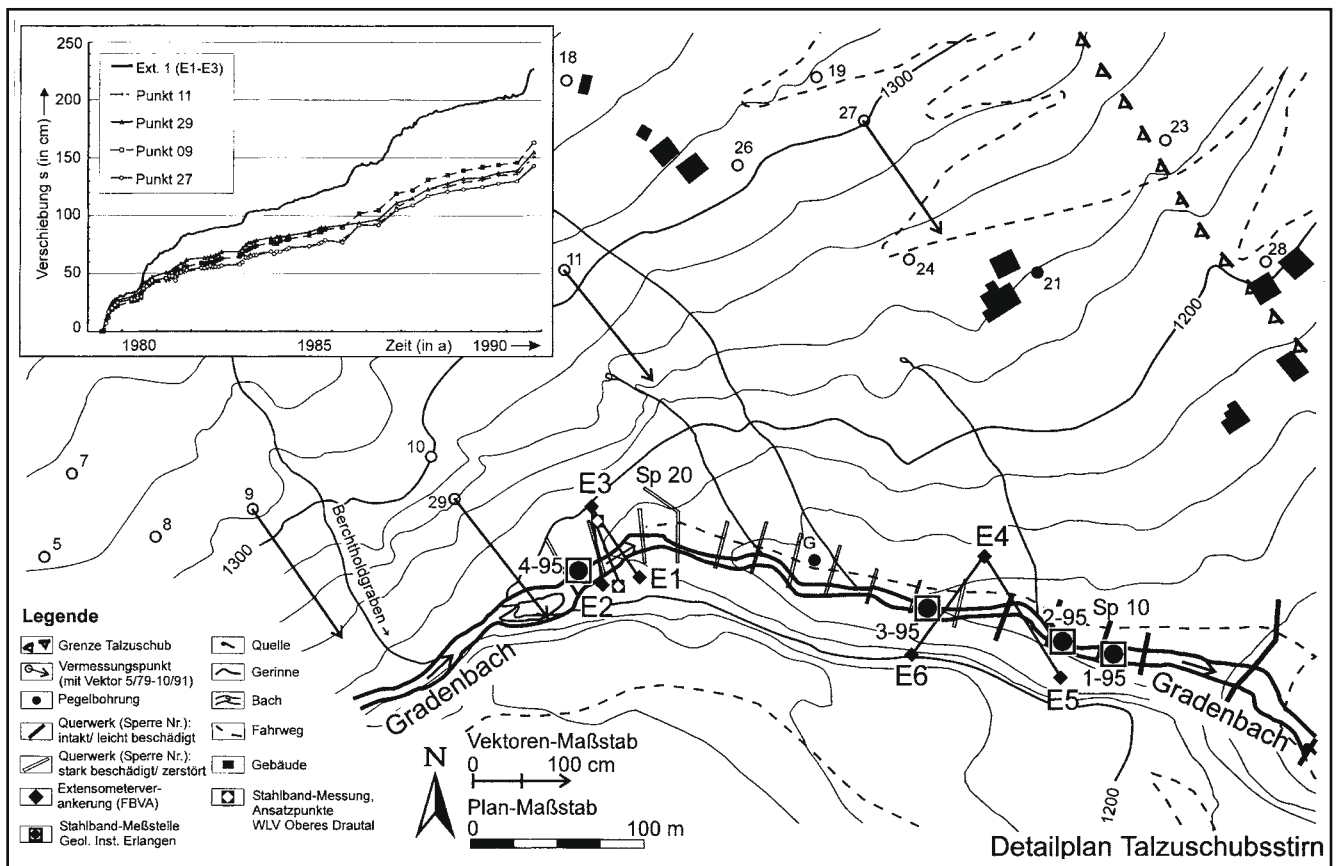 250
200
150
100
50
0
Verschiebung s (in cm)
Ext. 1 (E1-E3)
Punkt 11
Punkt 29
Punkt 09
Punkt 27
1980
1985
Zeit (in a)
1990
18
19
1300
27
26
23
24
21
28
11
1200
7
9
10
29
8
5
1300
Berchtholdgraben
E3
Sp 20
4-95
E1
E2
G
E4
3-95
2-95
Sp 10
E6
E5
1-95
Gradenbach
Gradenbach
1200
Legende
Grenze Talzuschub
Vermessungspunkt
(mit Vektor 5/79-10/91)
Pegelbohrung
Querwerk (Sperre Nr.):
intakt/ leicht beschädigt
Querwerk (Sperre Nr.):
stark beschädigt/ zerstört
Extensometerver-
ankerung (FBVA)
Stahlband-Meßstelle
Geol. Inst. Erlangen
Quelle
Gerinne
Bach
Fahrweg
Gebäude
Stahlband-Messung,
Ansatzpunkte
WLV Oberes Drautal
N
Vektoren-Maßstab
0 100 cm
Plan-Maßstab
0 100 m
Detailplan Talzuschubsstirn